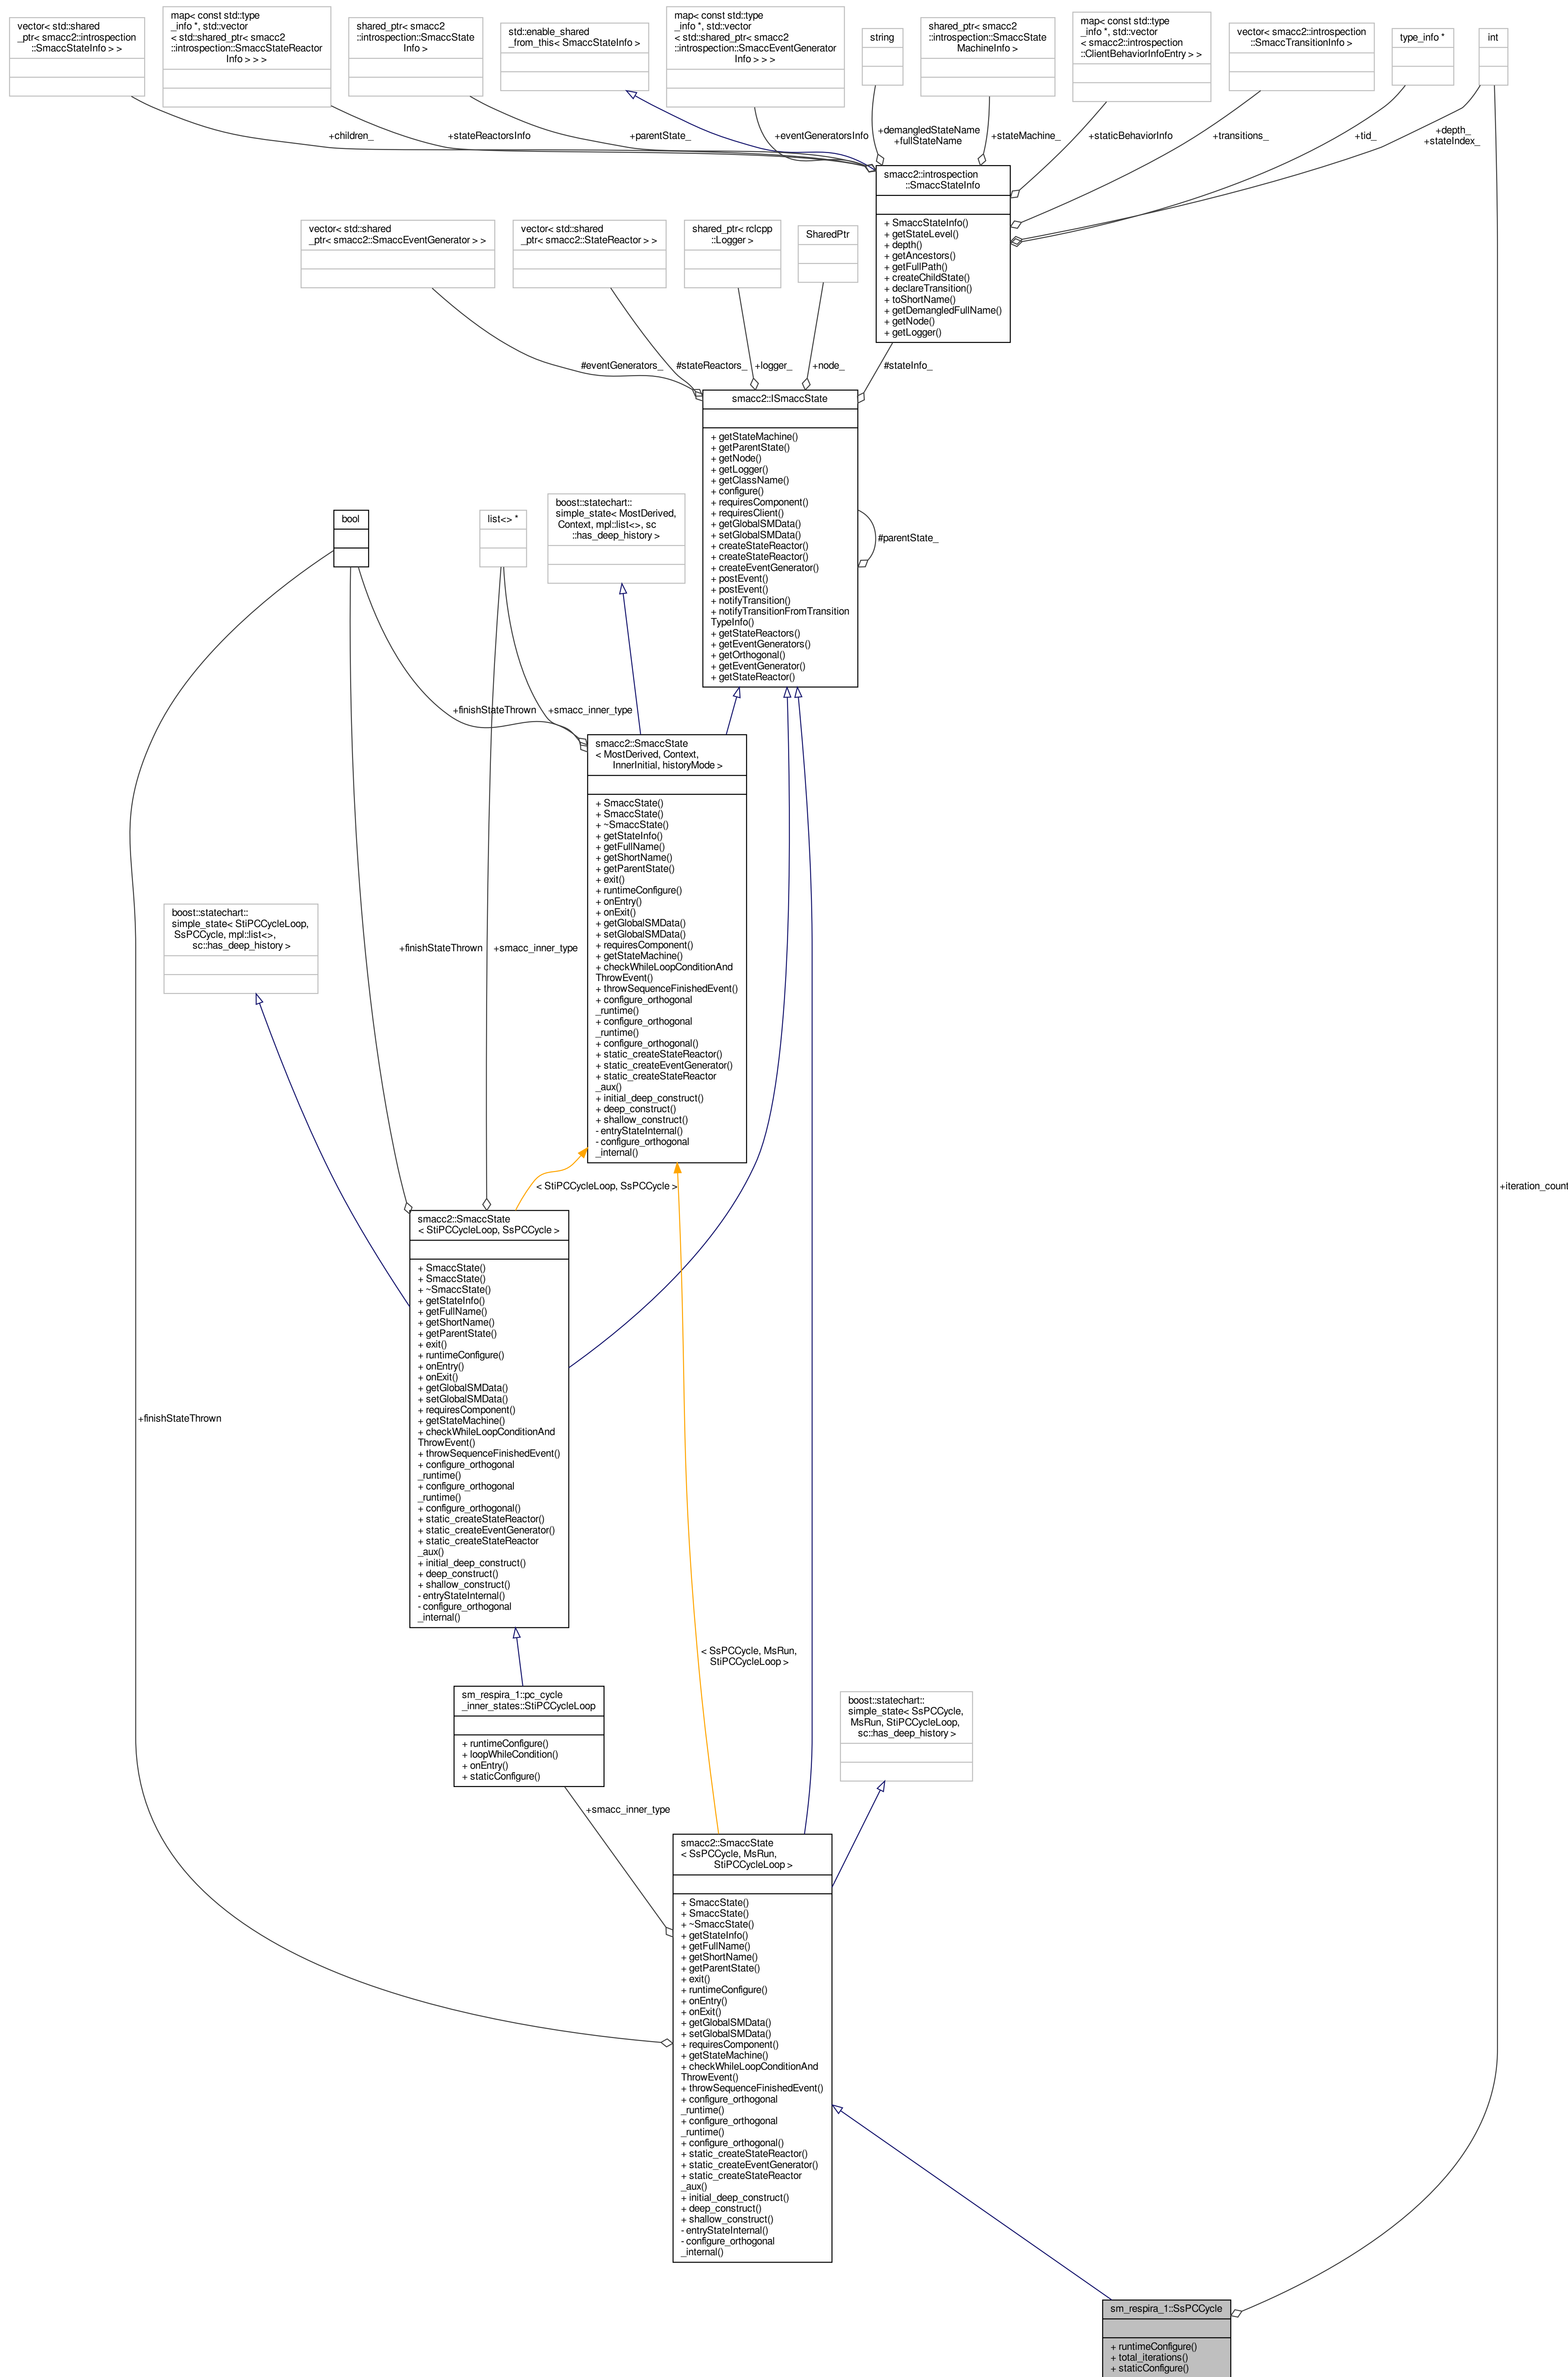 vector< std::shared
_ptr< smacc2::introspection
::SmaccStateInfo > >
map< const std::type
_info *, std::vector
< std::shared_ptr< smacc2
::introspection::SmaccStateReactor
Info > > >
shared_ptr< smacc2
::introspection::SmaccState
Info >
std::enable_shared
_from_this< SmaccStateInfo >
map< const std::type
_info *, std::vector
< std::shared_ptr< smacc2
::introspection::SmaccEventGenerator
Info > > >
string
shared_ptr< smacc2
::introspection::SmaccState
MachineInfo >
map< const std::type
_info *, std::vector
< smacc2::introspection
::ClientBehaviorInfoEntry > >
vector< smacc2::introspection
::SmaccTransitionInfo >
type_info *
int
+children_
+stateReactorsInfo
+parentState_
+eventGeneratorsInfo
+demangledStateName
+fullStateName
+stateMachine_
+staticBehaviorInfo
+transitions_
+tid_
+depth_
+stateIndex_
smacc2::introspection
::SmaccStateInfo
+ SmaccStateInfo()
+ getStateLevel()
+ depth()
+ getAncestors()
+ getFullPath()
+ createChildState()
+ declareTransition()
+ toShortName()
+ getDemangledFullName()
+ getNode()
+ getLogger()
vector< std::shared
_ptr< smacc2::SmaccEventGenerator > >
vector< std::shared
_ptr< smacc2::StateReactor > >
shared_ptr< rclcpp
::Logger >
SharedPtr
#eventGenerators_
#stateReactors_
+logger_
+node_
#stateInfo_
smacc2::ISmaccState
+ getStateMachine()
+ getParentState()
+ getNode()
+ getLogger()
+ getClassName()
+ configure()
+ requiresComponent()
+ requiresClient()
+ getGlobalSMData()
+ setGlobalSMData()
+ createStateReactor()
+ createStateReactor()
+ createEventGenerator()
+ postEvent()
+ postEvent()
+ notifyTransition()
+ notifyTransitionFromTransition
TypeInfo()
+ getStateReactors()
+ getEventGenerators()
+ getOrthogonal()
+ getEventGenerator()
+ getStateReactor()
#parentState_
bool
list<> *
boost::statechart::
simple_state< MostDerived,
Context, mpl::list<>, sc
::has_deep_history >
+finishStateThrown
+smacc_inner_type
smacc2::SmaccState
< MostDerived, Context,
InnerInitial, historyMode >
+ SmaccState()
+ SmaccState()
+ ~SmaccState()
+ getStateInfo()
+ getFullName()
+ getShortName()
+ getParentState()
+ exit()
+ runtimeConfigure()
+ onEntry()
+ onExit()
+ getGlobalSMData()
+ setGlobalSMData()
+ requiresComponent()
+ getStateMachine()
+ checkWhileLoopConditionAnd
ThrowEvent()
+ throwSequenceFinishedEvent()
+ configure_orthogonal
_runtime()
+ configure_orthogonal
_runtime()
+ configure_orthogonal()
+ static_createStateReactor()
+ static_createEventGenerator()
+ static_createStateReactor
_aux()
+ initial_deep_construct()
+ deep_construct()
+ shallow_construct()
- entryStateInternal()
- configure_orthogonal
_internal()
boost::statechart::
simple_state< StiPCCycleLoop,
SsPCCycle, mpl::list<>,
sc::has_deep_history >
+finishStateThrown
+smacc_inner_type
< StiPCCycleLoop, SsPCCycle >
+iteration_count
smacc2::SmaccState
< StiPCCycleLoop, SsPCCycle >
+ SmaccState()
+ SmaccState()
+ ~SmaccState()
+ getStateInfo()
+ getFullName()
+ getShortName()
+ getParentState()
+ exit()
+ runtimeConfigure()
+ onEntry()
+ onExit()
+ getGlobalSMData()
+ setGlobalSMData()
+ requiresComponent()
+ getStateMachine()
+ checkWhileLoopConditionAnd
ThrowEvent()
+ throwSequenceFinishedEvent()
+ configure_orthogonal
_runtime()
+ configure_orthogonal
_runtime()
+ configure_orthogonal()
+ static_createStateReactor()
+ static_createEventGenerator()
+ static_createStateReactor
_aux()
+ initial_deep_construct()
+ deep_construct()
+ shallow_construct()
- entryStateInternal()
- configure_orthogonal
_internal()
+finishStateThrown
< SsPCCycle, MsRun,
StiPCCycleLoop >
sm_respira_1::pc_cycle
_inner_states::StiPCCycleLoop
+ runtimeConfigure()
+ loopWhileCondition()
+ onEntry()
+ staticConfigure()
boost::statechart::
simple_state< SsPCCycle,
MsRun, StiPCCycleLoop,
sc::has_deep_history >
+smacc_inner_type
smacc2::SmaccState
< SsPCCycle, MsRun,
StiPCCycleLoop >
+ SmaccState()
+ SmaccState()
+ ~SmaccState()
+ getStateInfo()
+ getFullName()
+ getShortName()
+ getParentState()
+ exit()
+ runtimeConfigure()
+ onEntry()
+ onExit()
+ getGlobalSMData()
+ setGlobalSMData()
+ requiresComponent()
+ getStateMachine()
+ checkWhileLoopConditionAnd
ThrowEvent()
+ throwSequenceFinishedEvent()
+ configure_orthogonal
_runtime()
+ configure_orthogonal
_runtime()
+ configure_orthogonal()
+ static_createStateReactor()
+ static_createEventGenerator()
+ static_createStateReactor
_aux()
+ initial_deep_construct()
+ deep_construct()
+ shallow_construct()
- entryStateInternal()
- configure_orthogonal
_internal()
sm_respira_1::SsPCCycle
+ runtimeConfigure()
+ total_iterations()
+ staticConfigure()